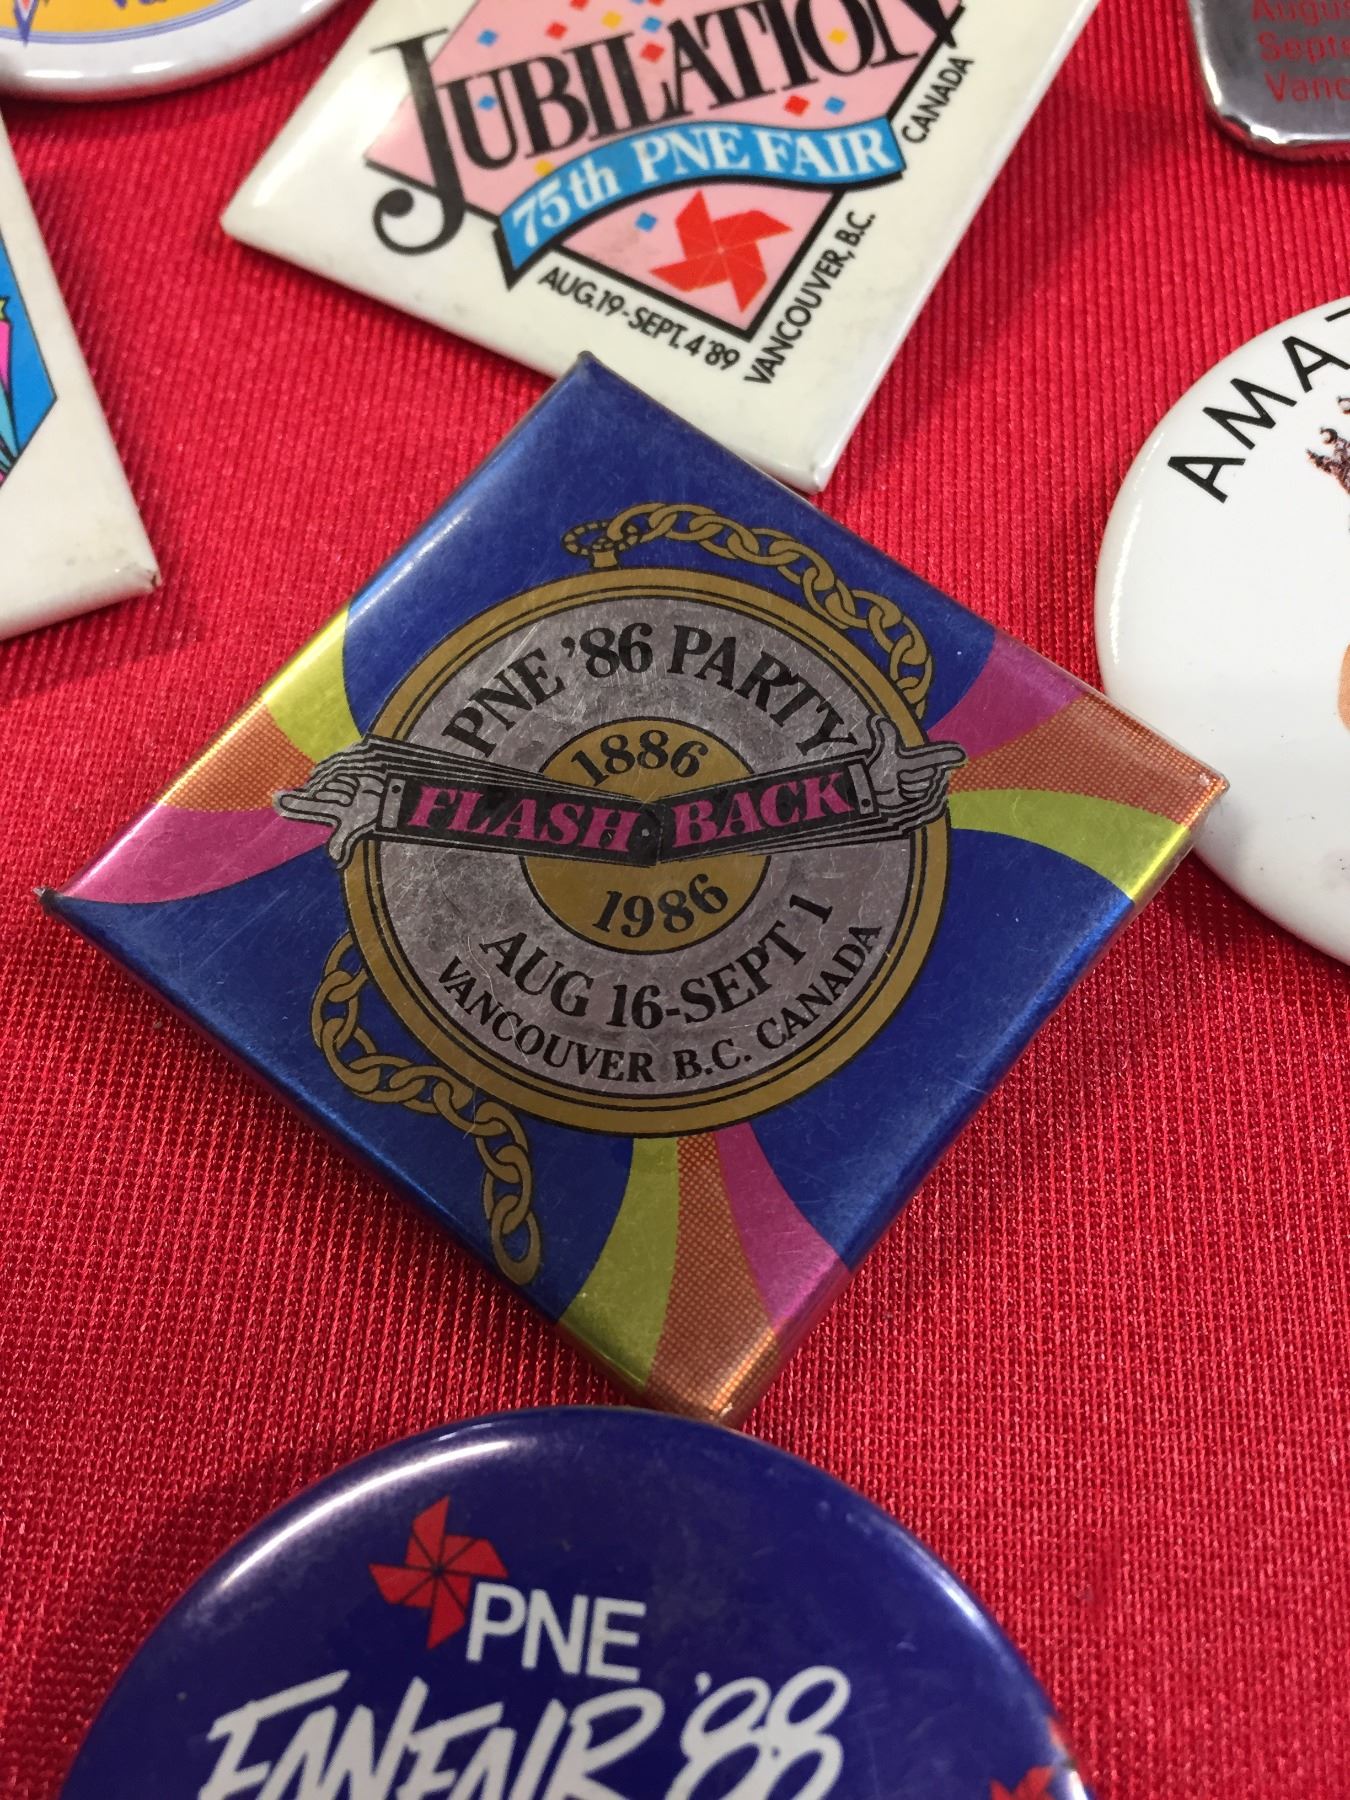 JUBILATION
75th PNE FAIR
AUG.19-SEPT.4 '89
VANCOUVER, B.C.
CANADA
PNE '86 PARTY
1886
FLASH BACK
1986
AUG 16-SEPT 1
VANCOUVER B.C. CANADA
PNE
FANFAIR '88